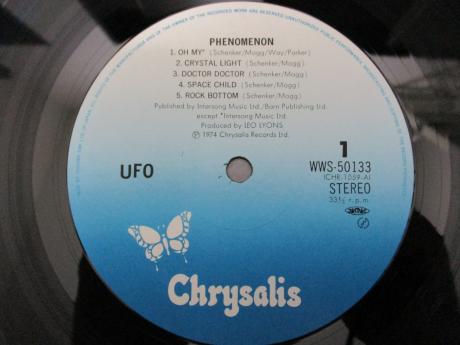 PHENOMENON
1. OH MY* (Schenker/Mogg/Way/Parker)
2. CRYSTAL LIGHT (Schenker/Mogg)
3. DOCTOR DOCTOR (Schenker/Mogg)
4. SPACE CHILD (Schenker/Mogg)
5. ROCK BOTTOM (Schenker/Mogg)
Published by Intersong Music Ltd./Barn Publishing Ltd.
except *Intersong Music Ltd.
Produced by LEO LYONS
Ⓟ 1974 Chrysalis Records Ltd.
UFO
1
WWS-50133
(CHR-1059-A)
STEREO
33⅓ r.p.m.
Chrysalis